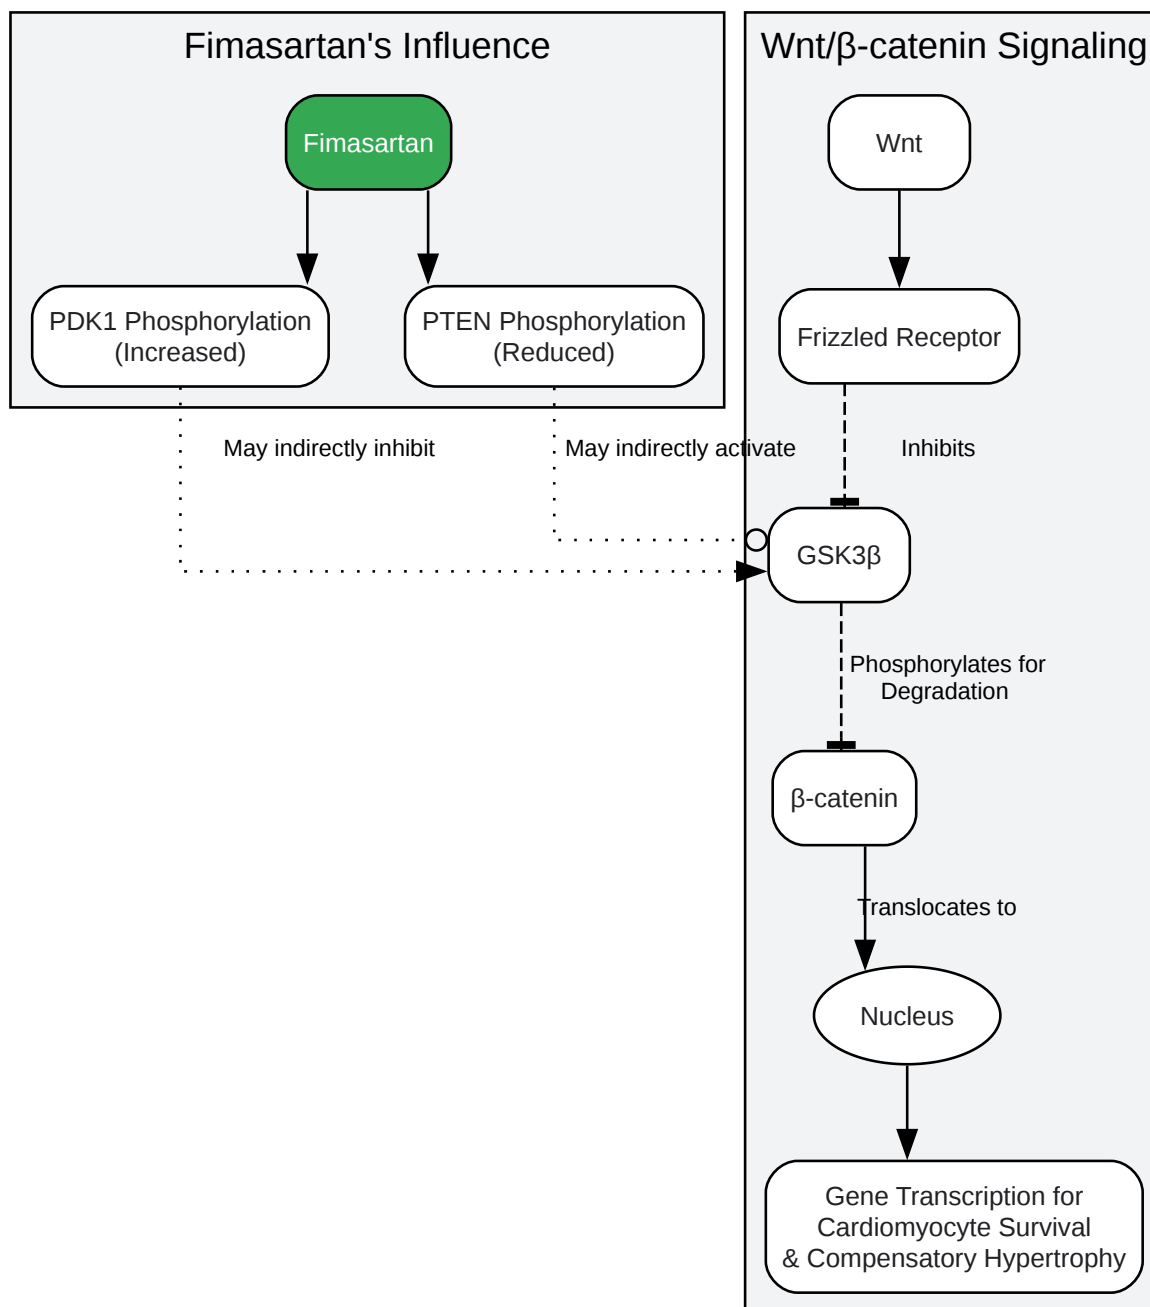 Fimasartan's Influence
Fimasartan
PDK1 Phosphorylation
(Increased)
PTEN Phosphorylation
(Reduced)
May indirectly inhibit
May indirectly activate
Wnt/β-catenin Signaling
Wnt
Frizzled Receptor
Inhibits
GSK3β
Phosphorylates for
Degradation
β-catenin
Translocates to
Nucleus
Gene Transcription for
Cardiomyocyte Survival
& Compensatory Hypertrophy